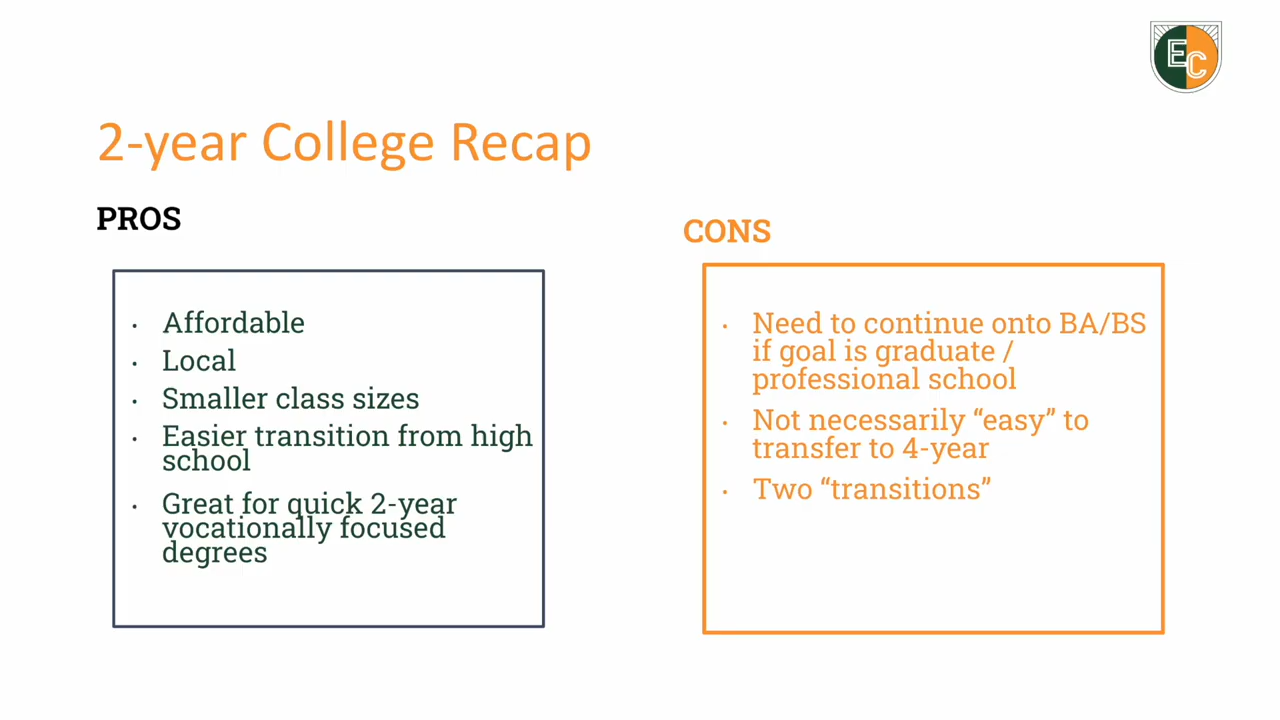 EC
2-year College Recap
PROS
• Affordable
• Local
• Smaller class sizes
• Easier transition from high
school
• Great for quick 2-year
vocationally focused
degrees
CONS
• Need to continue onto BA/BS
if goal is graduate /
professional school
• Not necessarily “easy” to
transfer to 4-year
• Two “transitions”